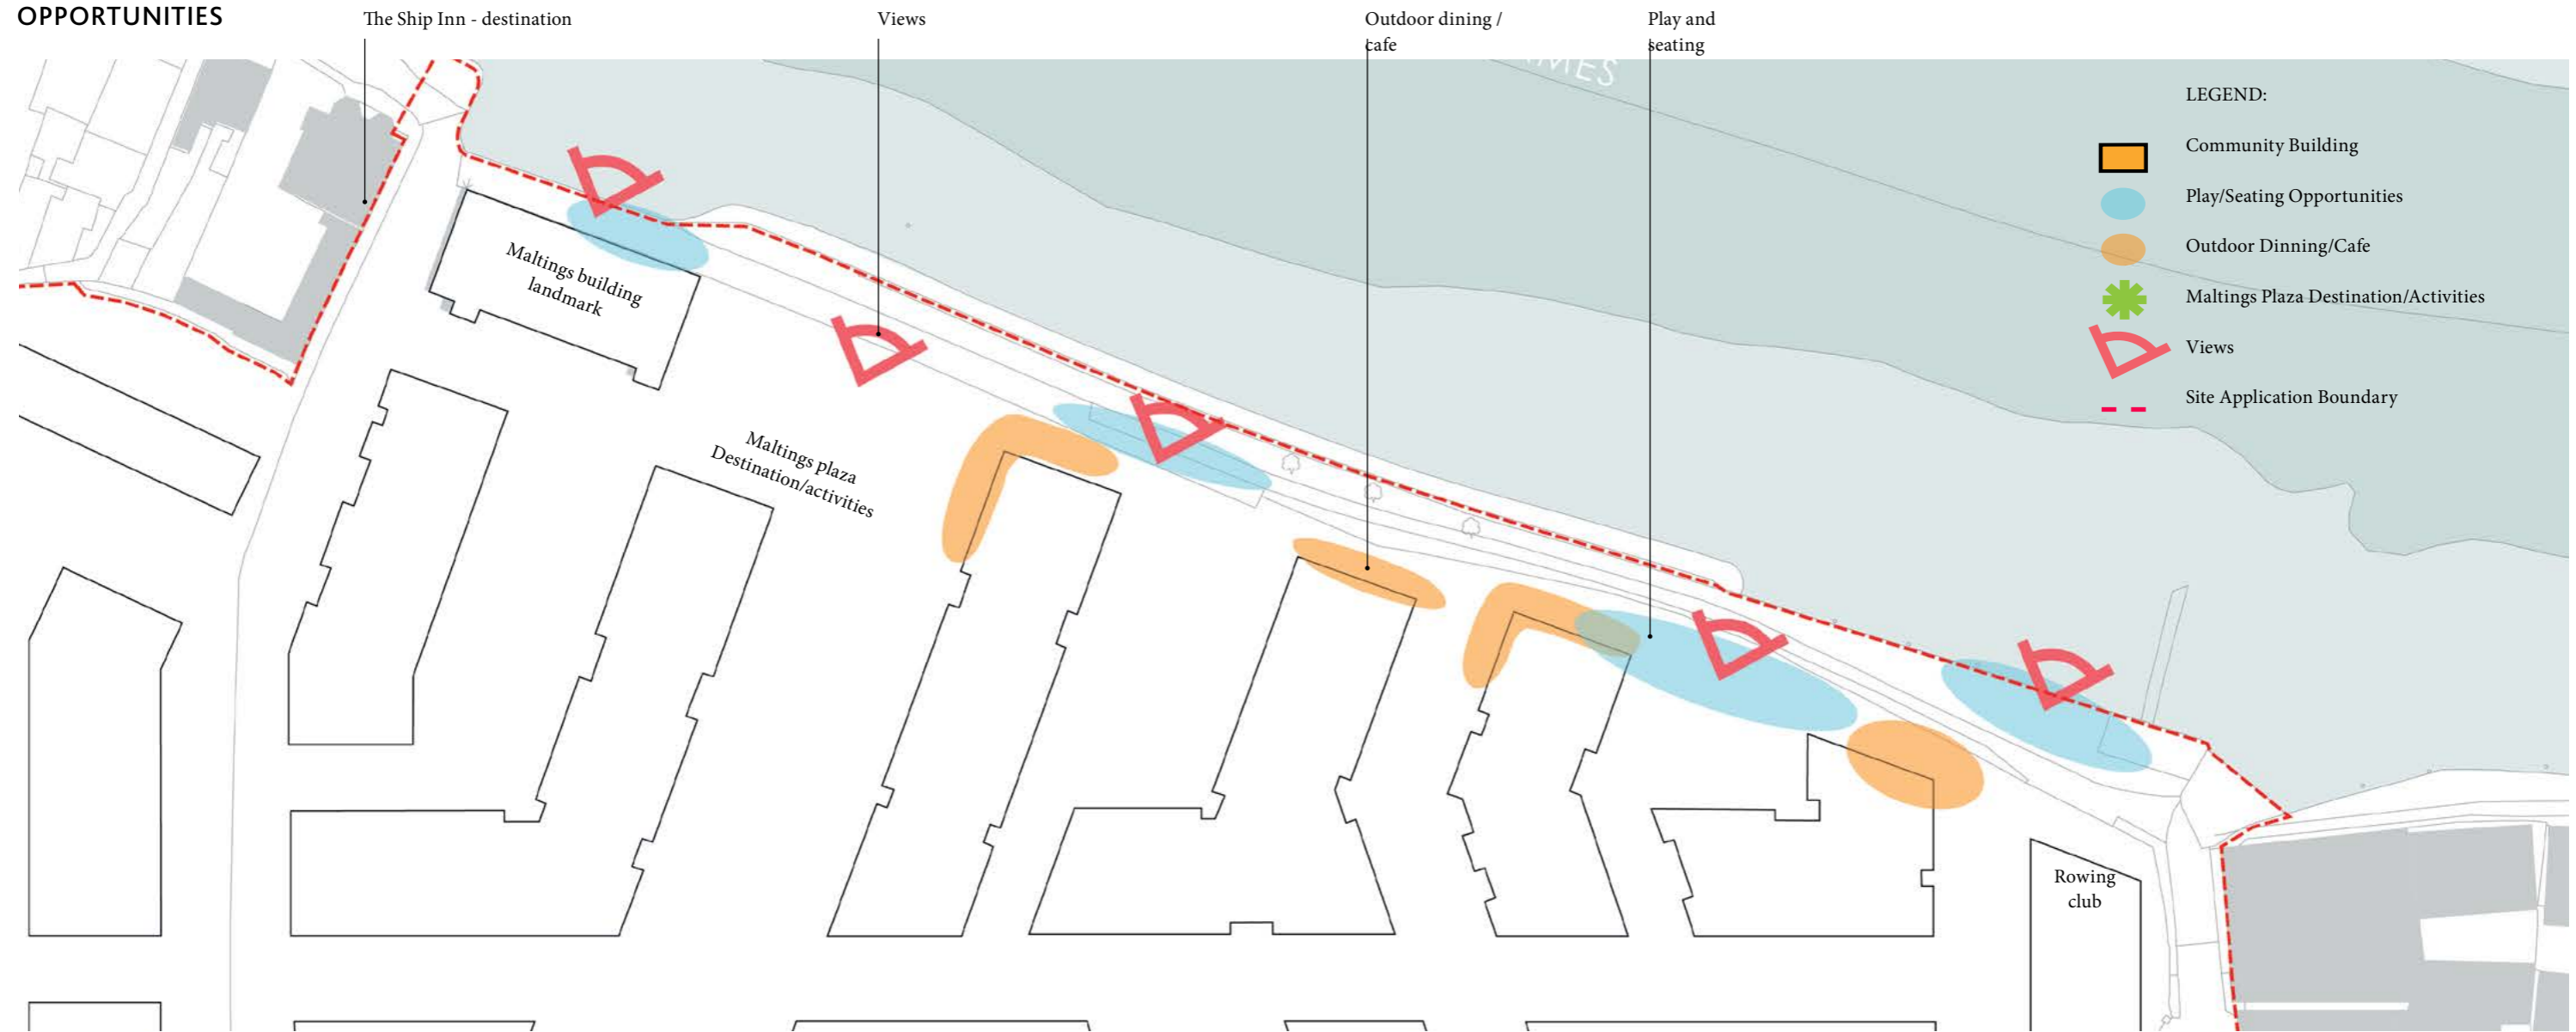 OPPORTUNITIES
The Ship Inn - destination
Views
Outdoor dining /
cafe
Play and
seating
LEGEND:
Community Building
Play/Seating Opportunities
Outdoor Dinning/Cafe
Maltings Plaza Destination/Activities
Views
Site Application Boundary
Maltings building
landmark
Maltings plaza
Destination/activities
Rowing
club